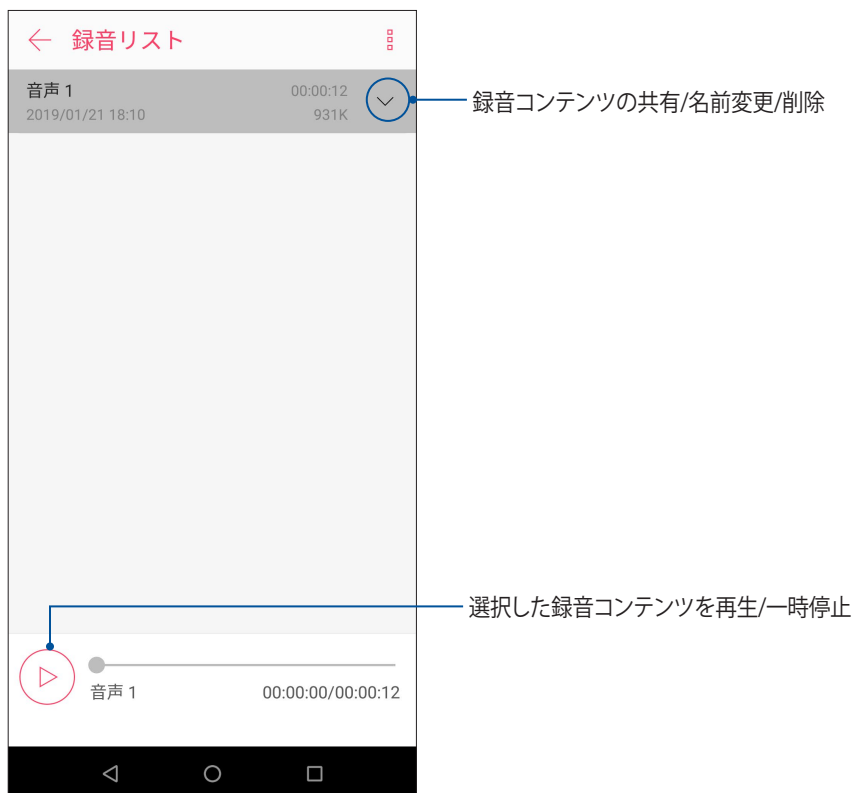 録音リスト
音声 1
00:00:12
2019/01/21 18:10
931K
録音コンテンツの共有/名前変更/削除
選択した録音コンテンツを再生/一時停止
音声 1
00:00:00/00:00:12